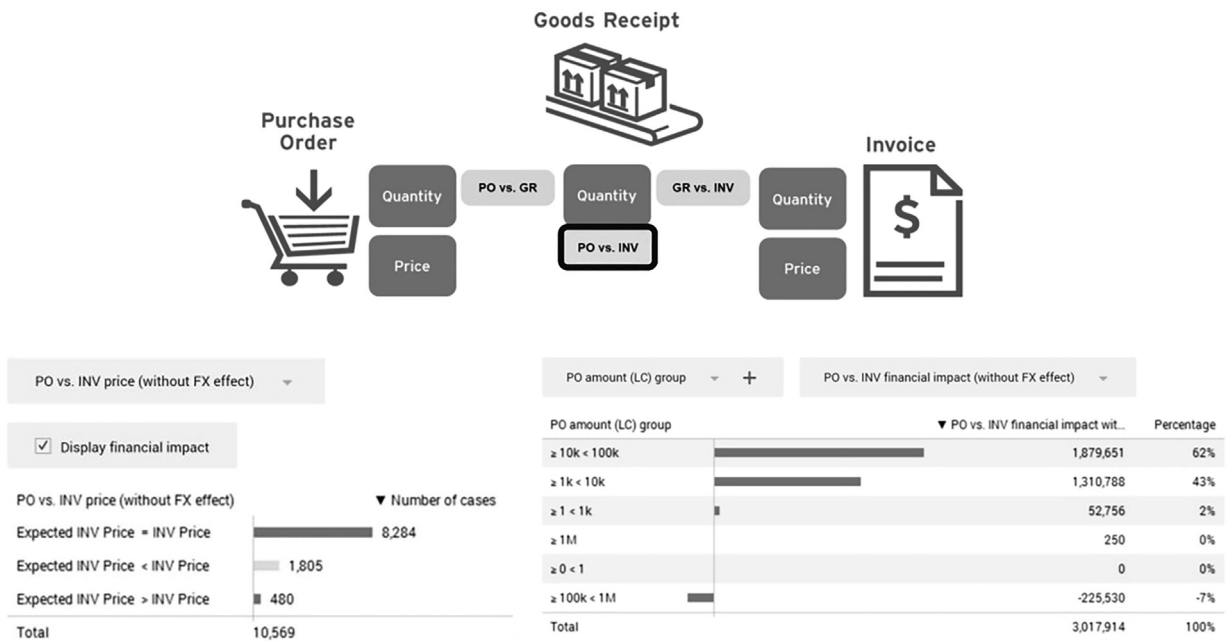 Goods Receipt
Purchase
Order
Invoice
Quantity
PO vs. GR
Quantity
GR vs. INV
Quantity
PO vs. INV
Price
Price
$
PO vs. INV price (without FX effect)
Display financial impact
PO vs. INV price (without FX effect) ▼ Number of cases
Expected INV Price = INV Price 8,284
Expected INV Price < INV Price 1,805
Expected INV Price > INV Price 480
Total 10,569
PO amount (LC) group +
PO vs. INV financial impact (without FX effect)
PO amount (LC) group ▼ PO vs. INV financial impact wit... Percentage
≥ 10k < 100k 1,879,651 62%
≥ 1k < 10k 1,310,788 43%
≥ 1 < 1k 52,756 2%
≥ 1M 250 0%
≥ 0 < 1 0 0%
≥ 100k < 1M -225,530 -7%
Total 3,017,914 100%